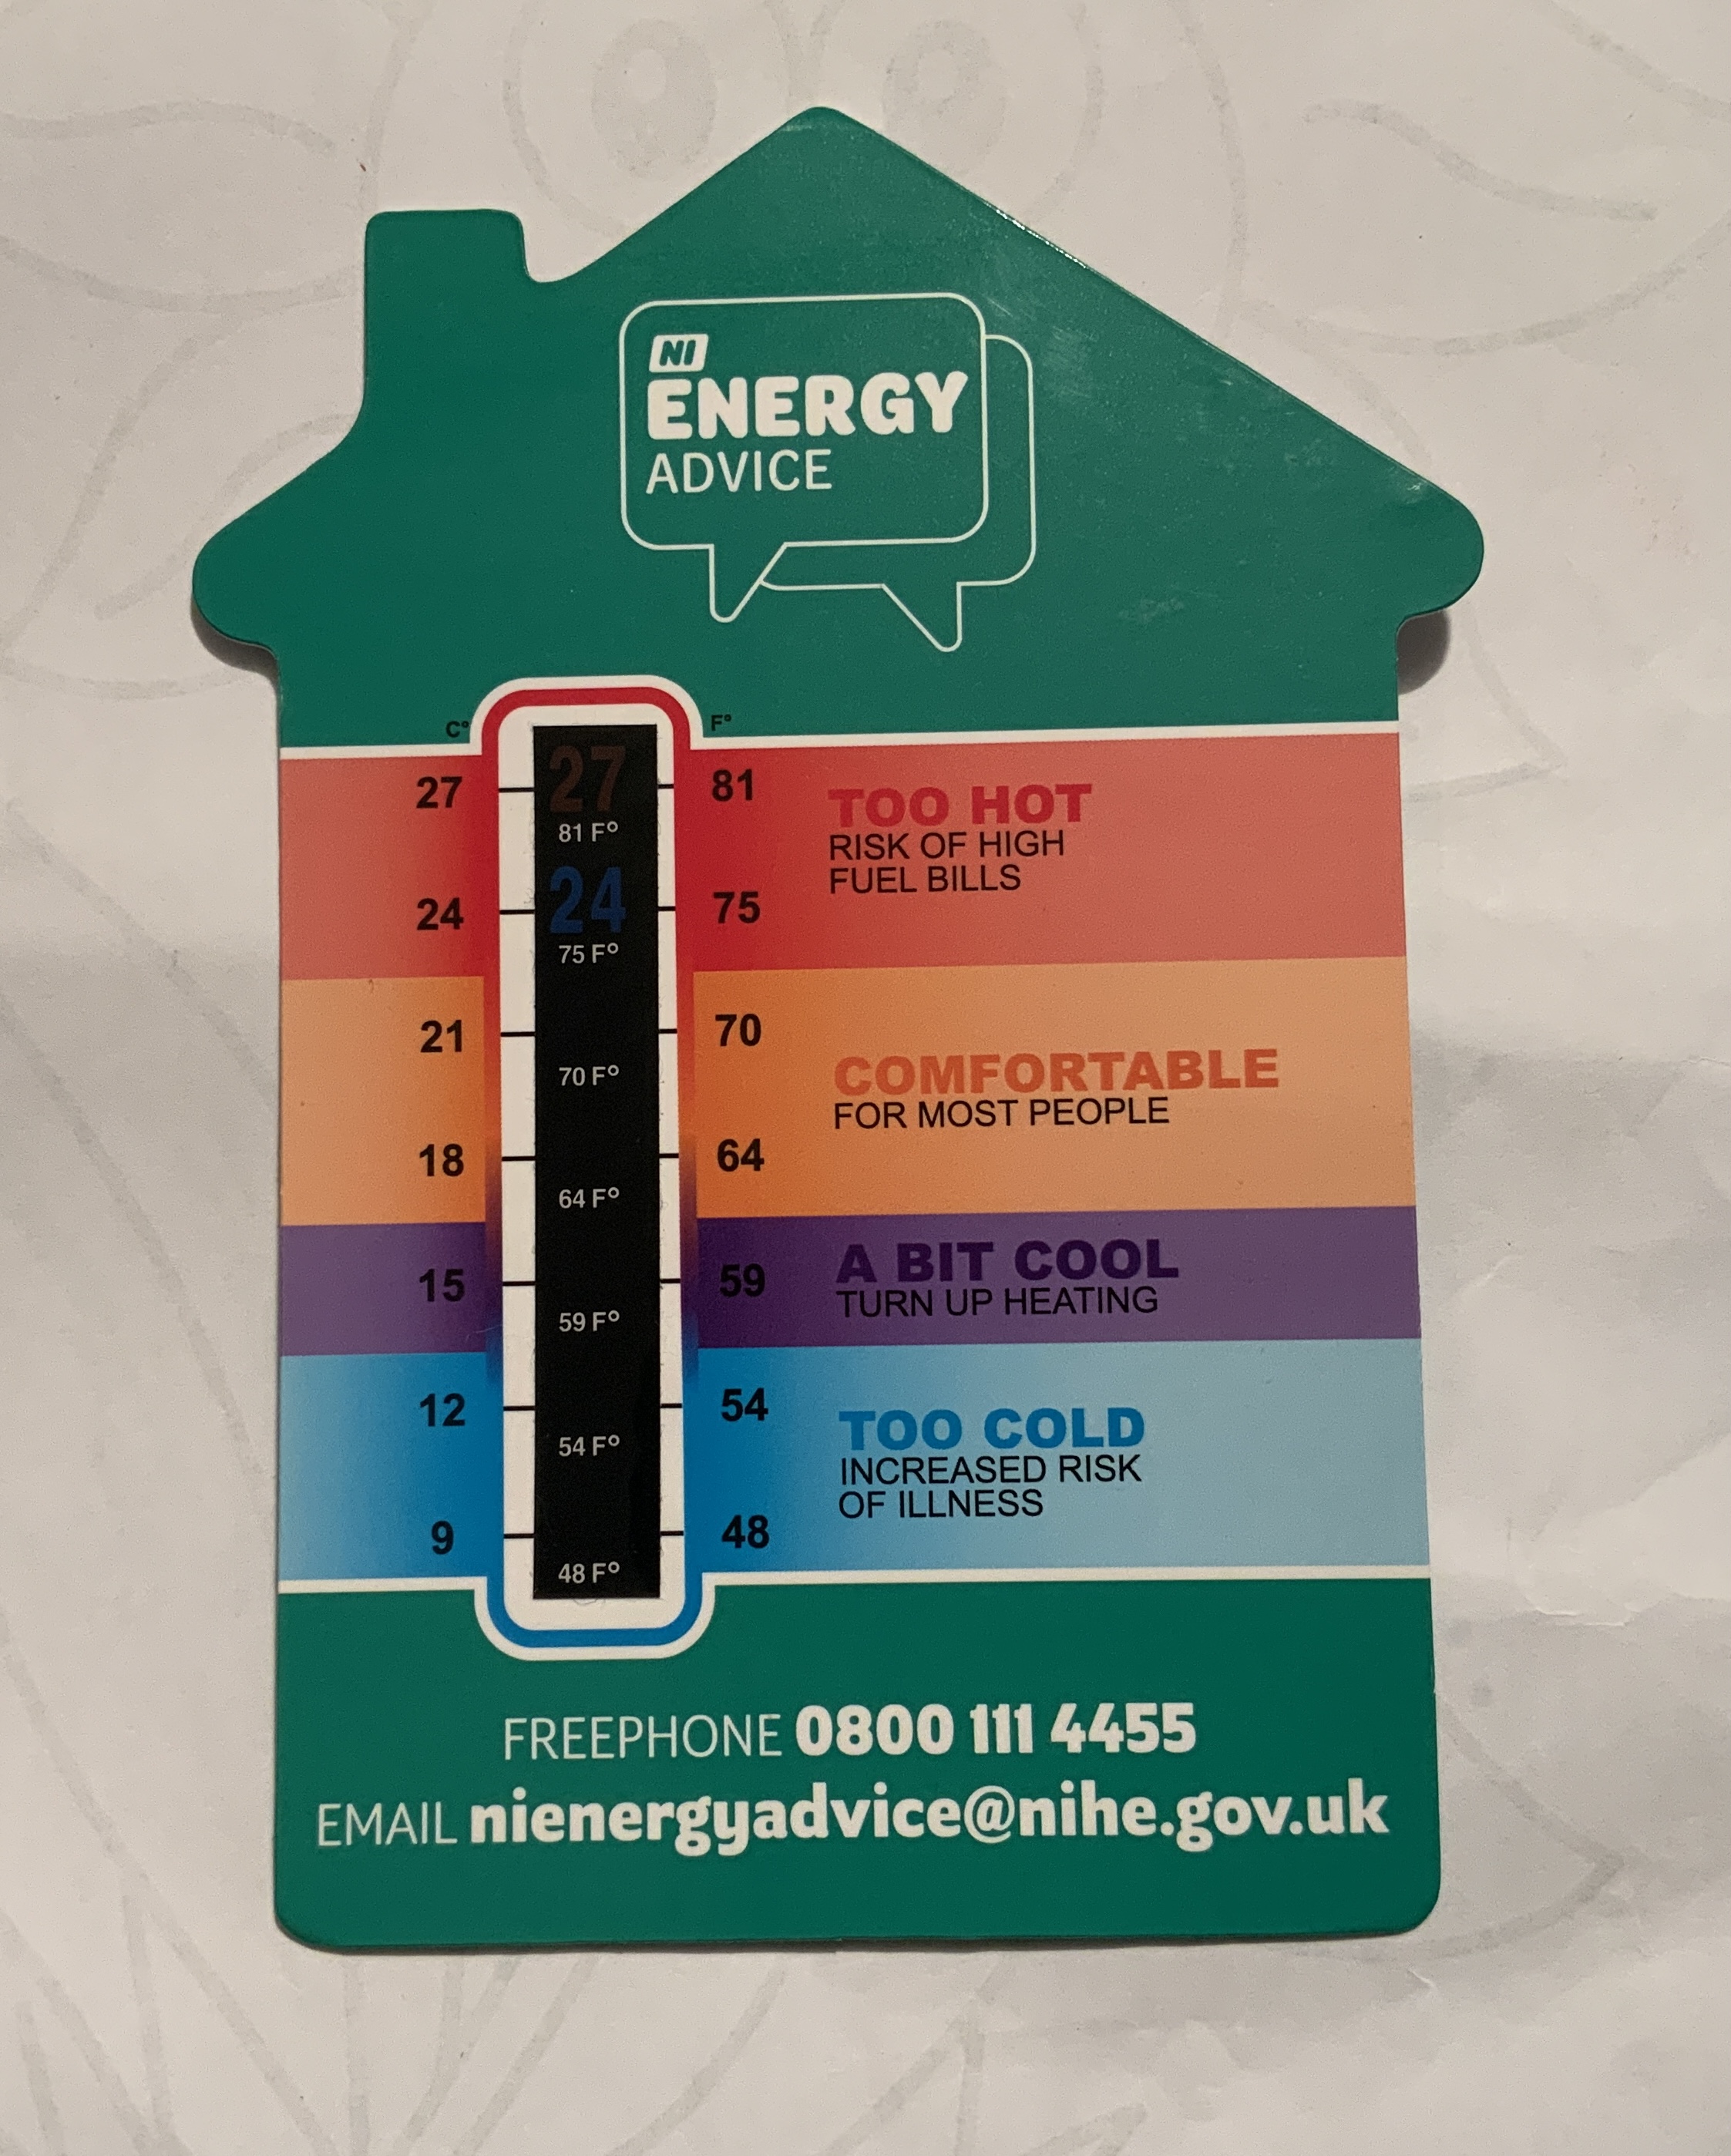 NI
ENERGY
ADVICE
C° F°
27 27 81
81 F°
24 24 75
75 F°
TOO HOT
RISK OF HIGH
FUEL BILLS
21 70
70 F°
18 64
64 F°
COMFORTABLE
FOR MOST PEOPLE
15 59
59 F°
A BIT COOL
TURN UP HEATING
12 54
54 F°
9 48
48 F°
TOO COLD
INCREASED RISK
OF ILLNESS
FREEPHONE 0800 111 4455
EMAIL nienergyadvice@nihe.gov.uk